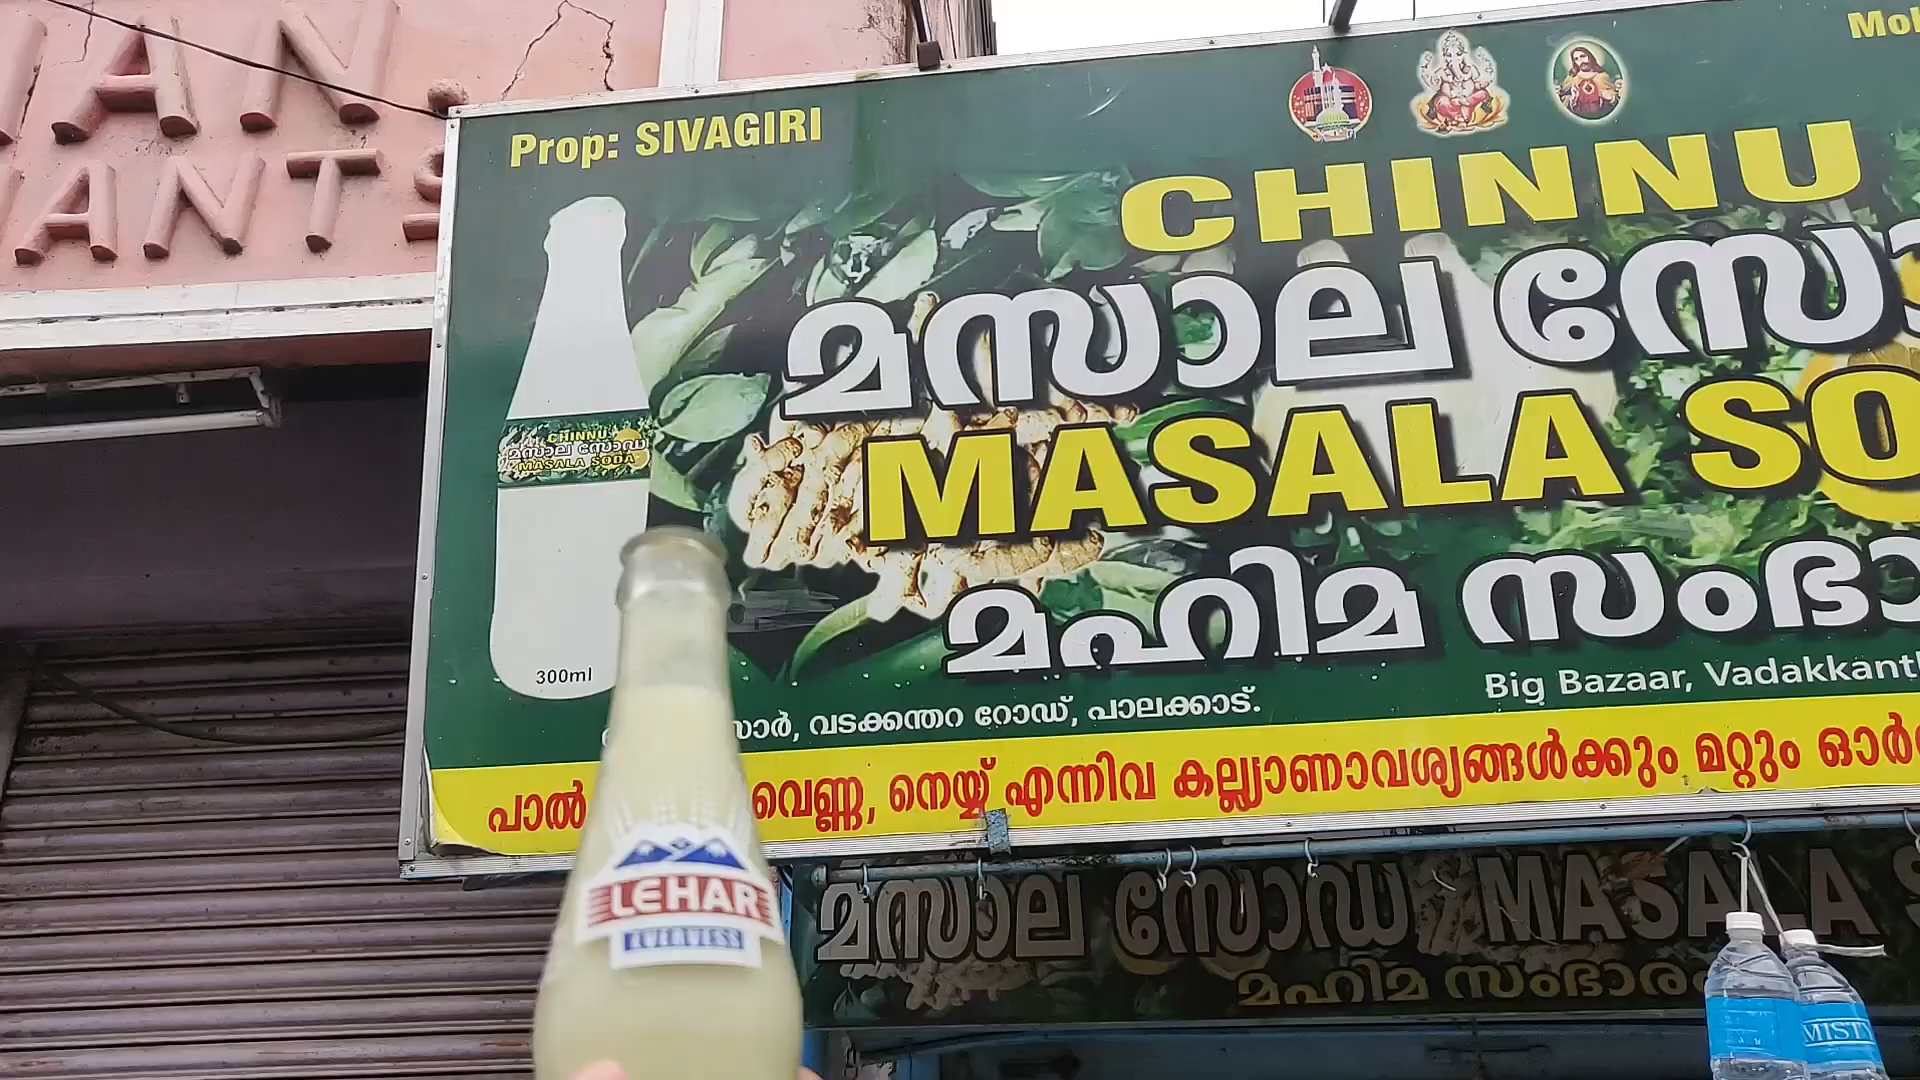 IAN.
ANTS
Prop: SIVAGIRI
CHINNU
മസാല സോ
MASALA SO
മഹിമ സംഭാ
CHINNU
മസാല സോഡ
MASALA SODA
300ml
Big Bazaar, Vadakkant
വടക്കന്തറ റോഡ്, പാലക്കാട്.
പാൽ വെണ്ണ, നെയ്യ് എന്നിവ കല്ല്യാണാവശ്യങ്ങൾക്കും മറ്റും ഓർ
LEHAR
EVERVESS
മസാല സോഡ MASALA S
മഹിമ സംഭാരം
MISTY